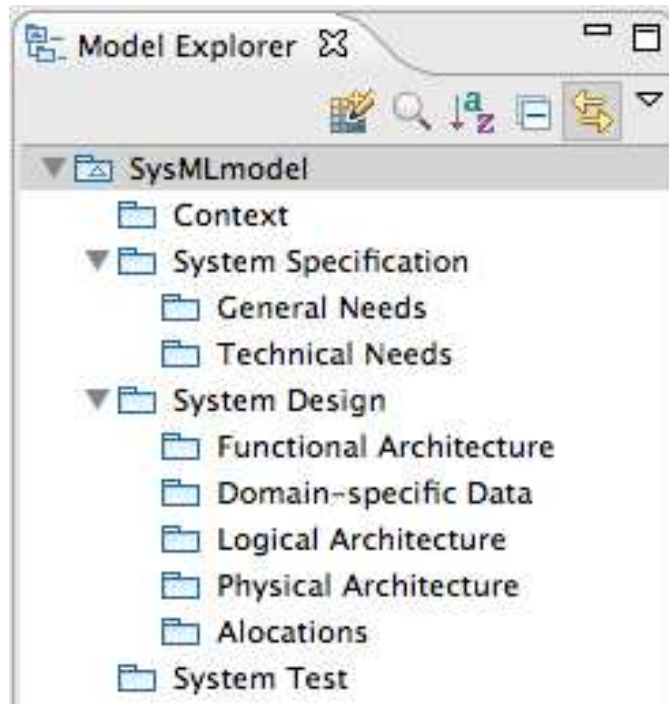 Model Explorer
a
z
SysMLmodel
Context
System Specification
General Needs
Technical Needs
System Design
Functional Architecture
Domain-specific Data
Logical Architecture
Physical Architecture
Alocations
System Test